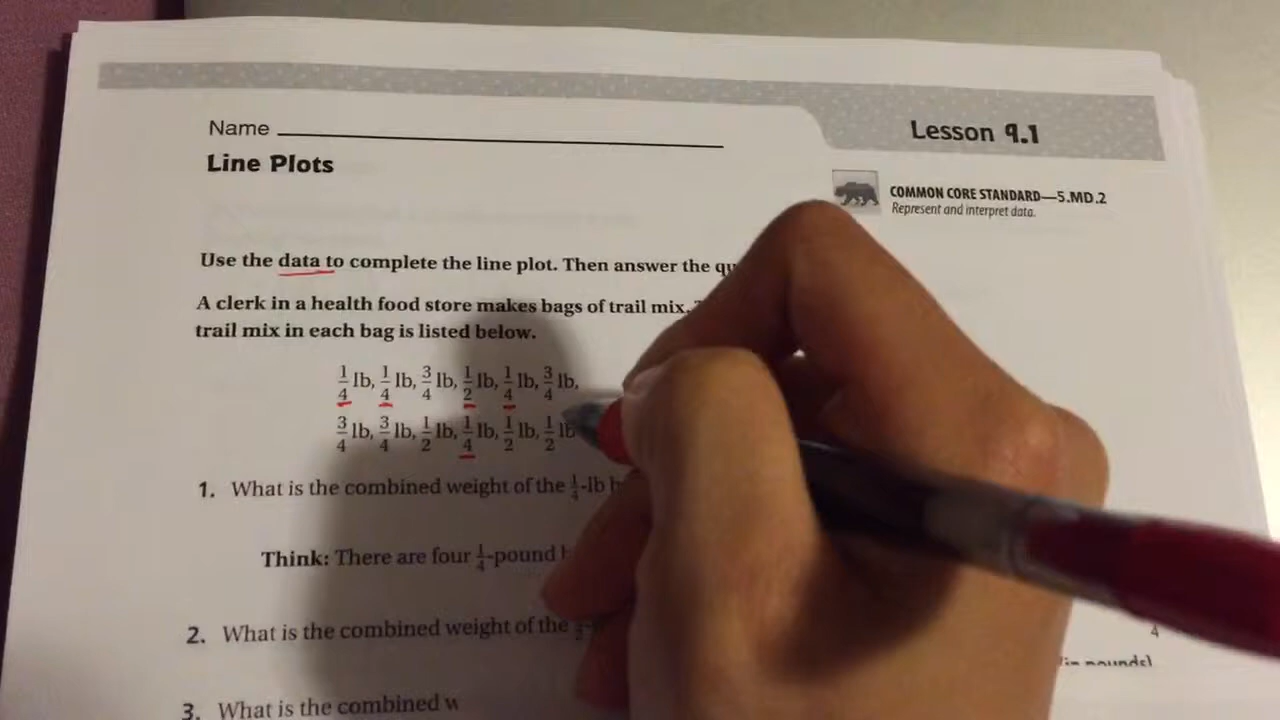 Name
Lesson 9.1
Line Plots
COMMON CORE STANDARD—5.MD.2
Represent and interpret data.
Use the data to complete the line plot. Then answer the
A clerk in a health food store makes bags of trail mix.
trail mix in each bag is listed below.
1/4 lb, 1/4 lb, 3/4 lb, 1/2 lb, 1/4 lb, 3/4 lb,
3/4 lb, 3/4 lb, 1/2 lb, 1/4 lb, 1/2 lb, 1/2 lb
1. What is the combined weight of the 1/4-lb
Think: There are four 1/4-pound
2. What is the combined weight of the
4
pounds)
3. What is the combined